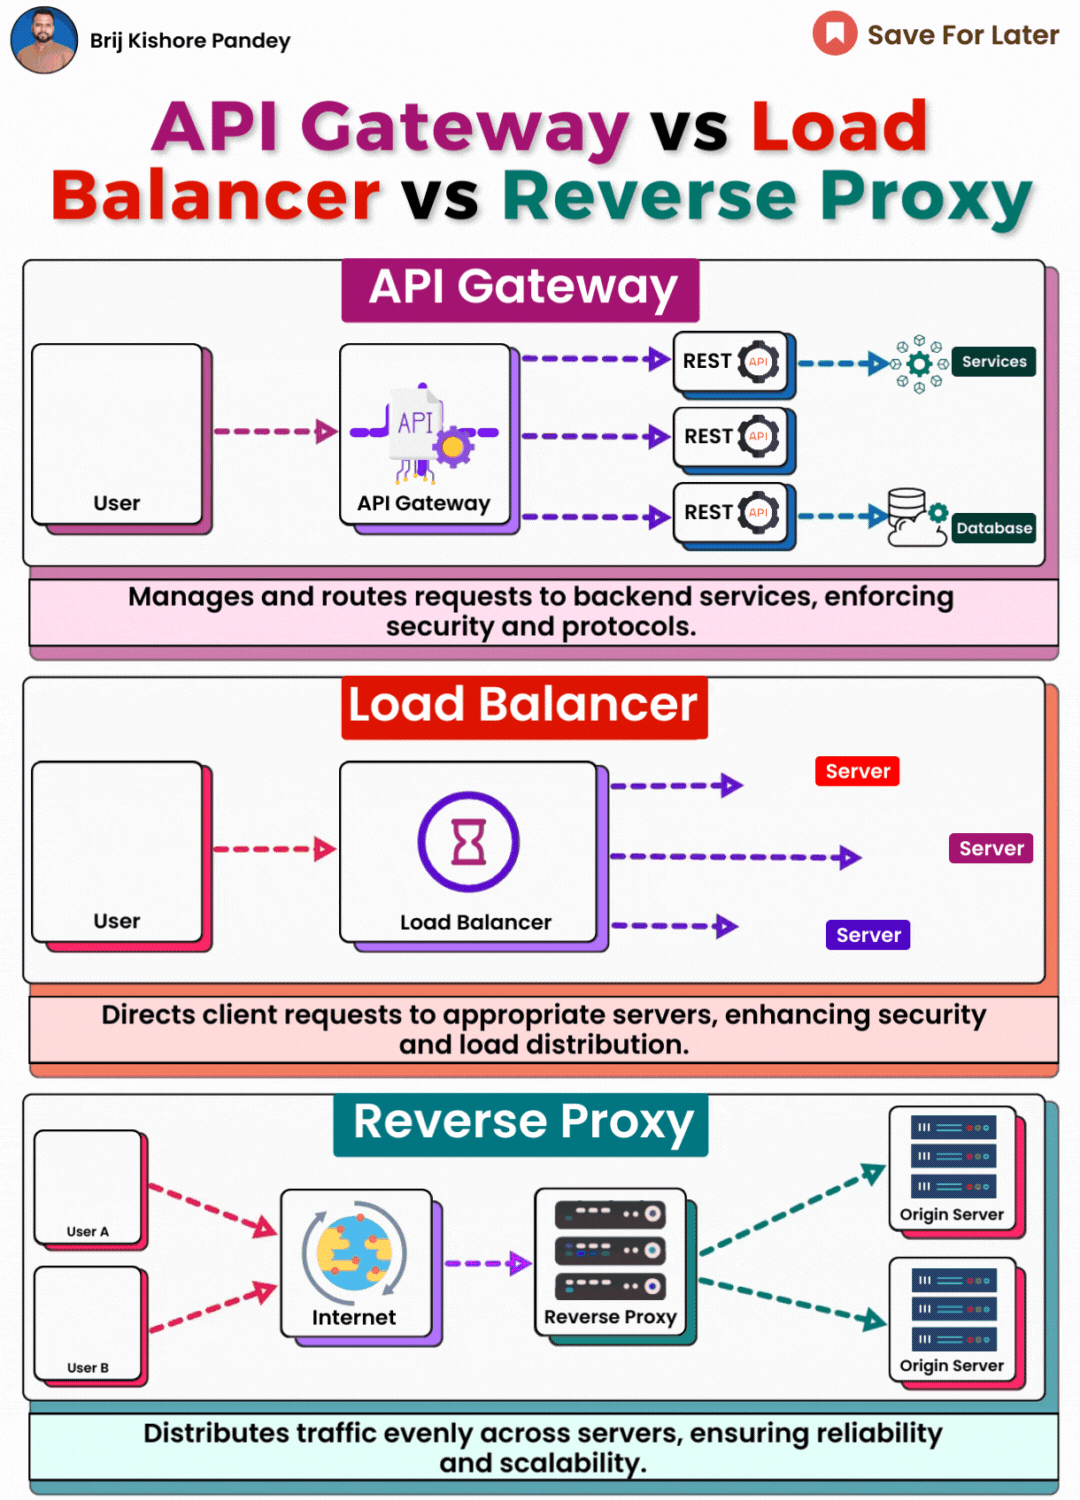 Brij Kishore Pandey
Save For Later
API Gateway vs Load
Balancer vs Reverse Proxy
API Gateway
User
API
API Gateway
REST API
REST API
REST API
Services
Database
Manages and routes requests to backend services, enforcing
security and protocols.
Load Balancer
User
Load Balancer
Server
Server
Server
Directs client requests to appropriate servers, enhancing security
and load distribution.
Reverse Proxy
User A
User B
Internet
Reverse Proxy
Origin Server
Origin Server
Distributes traffic evenly across servers, ensuring reliability
and scalability.